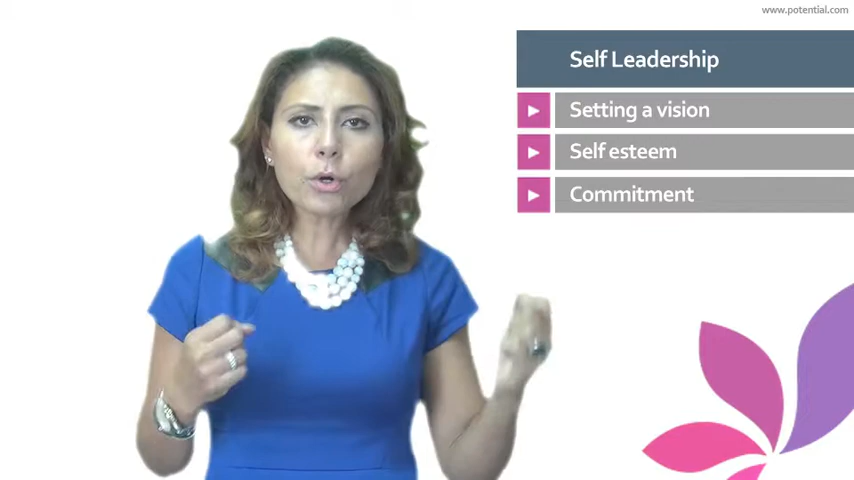 www.potential.com
Self Leadership
Setting a vision
Self esteem
Commitment